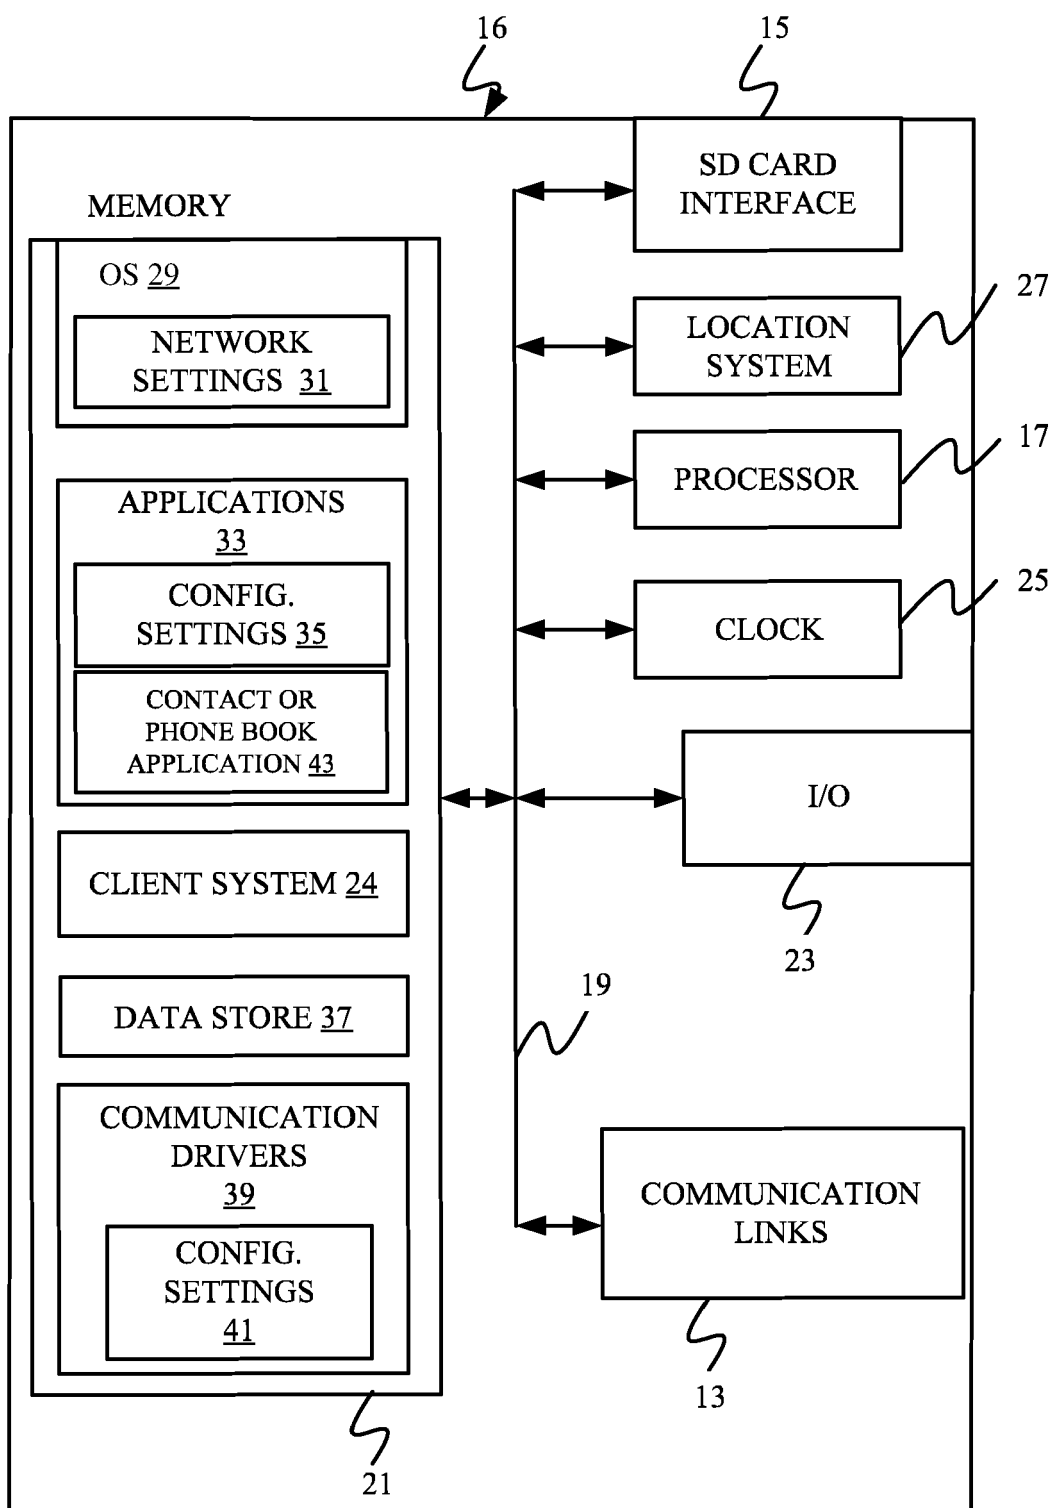 16
15
SD CARD
INTERFACE
MEMORY
OS 29
NETWORK
SETTINGS 31
27
LOCATION
SYSTEM
17
PROCESSOR
APPLICATIONS
33
CONFIG.
SETTINGS 35
25
CLOCK
CONTACT OR
PHONE BOOK
APPLICATION 43
I/O
CLIENT SYSTEM 24
23
19
DATA STORE 37
COMMUNICATION
DRIVERS
39
CONFIG.
SETTINGS
41
COMMUNICATION
LINKS
13
21